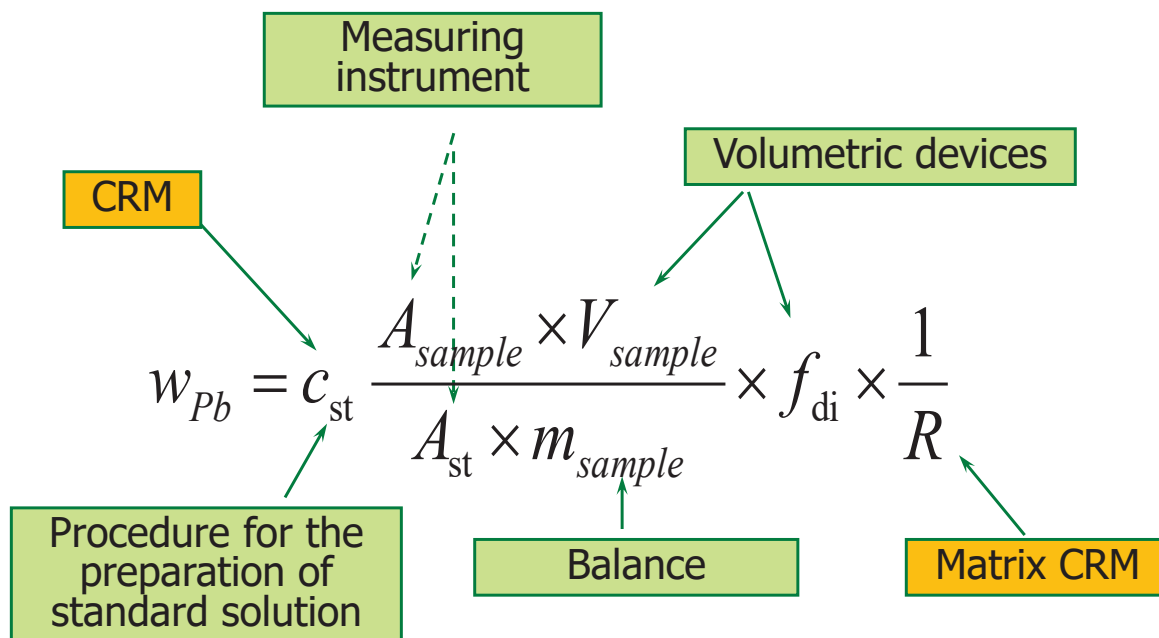 Measuring
instrument
Volumetric devices
CRM
w_Pb = c_st (A_sample × V_sample) / (A_st × m_sample) × f_di × 1/R
Procedure for the
preparation of
standard solution
Balance
Matrix CRM